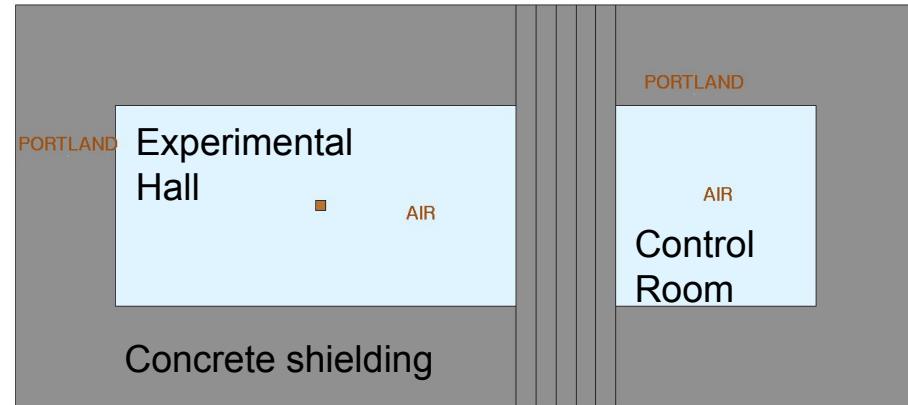 PORTLAND
PORTLAND
Experimental
Hall
AIR
AIR
Control
Room
Concrete shielding